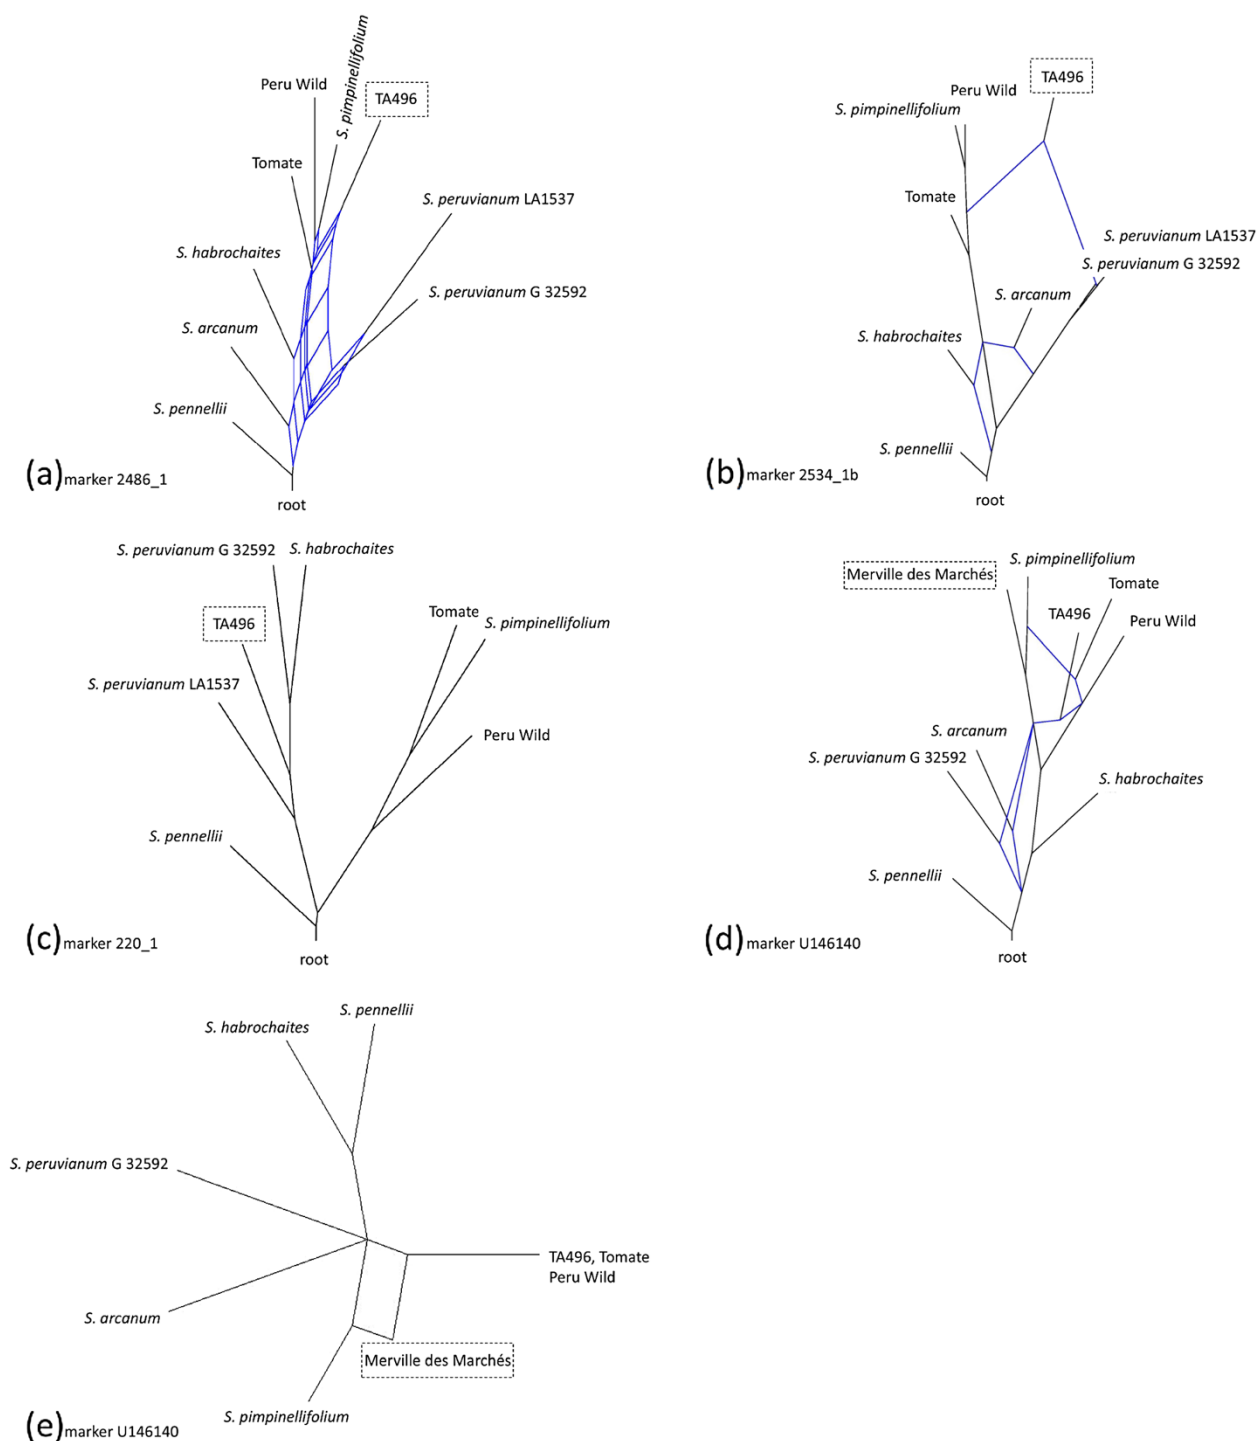 S. pimpinellifolium
Peru Wild
TA496
Tomate
S. peruvianum LA1537
S. habrochaites
S. peruvianum G 32592
S. arcanum
S. pennellii
(a) marker 2486_1
root
TA496
Peru Wild
S. pimpinellifolium
Tomate
S. peruvianum LA1537
S. peruvianum G 32592
S. arcanum
S. habrochaites
S. pennellii
(b) marker 2534_1b
root
S. peruvianum G 32592
S. habrochaites
TA496
Tomate
S. pimpinellifolium
S. peruvianum LA1537
Peru Wild
S. pennellii
(c) marker 220_1
root
S. pimpinellifolium
Merville des Marchés
Tomate
TA496
Peru Wild
S. arcanum
S. peruvianum G 32592
S. habrochaites
S. pennellii
(d) marker U146140
root
S. pennellii
S. habrochaites
S. peruvianum G 32592
TA496, Tomate
Peru Wild
S. arcanum
Merville des Marchés
S. pimpinellifolium
(e) marker U146140